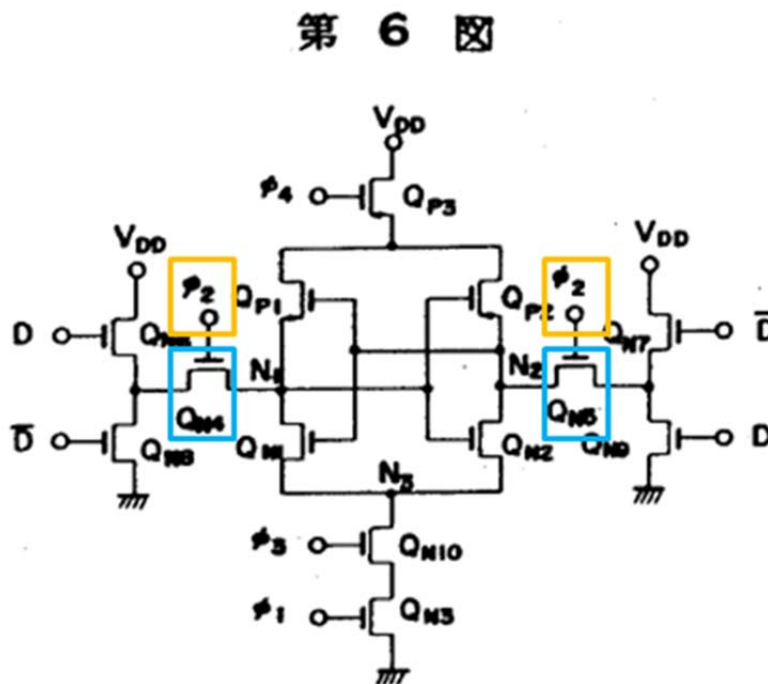 第 6 図
VDD
φ4
QP3
VDD
φ2
QP1
QP2
φ2
VDD
D
QN7
D̅
N1
N2
QN4
QN5
D̅
QN8
QN1
QN2
QN9
D
N3
φ3
QN10
φ1
QN3